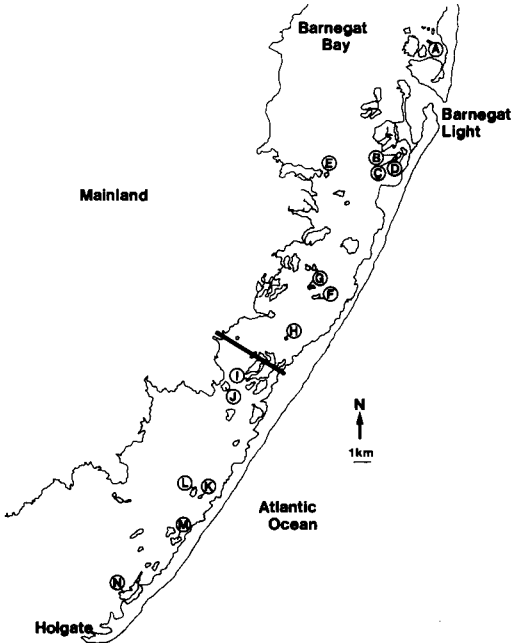 Barnegat
Bay
A
Barnegat
Light
B
C
D
E
Mainland
G
F
H
I
J
N
1km
L
K
Atlantic
Ocean
M
N
Holgate